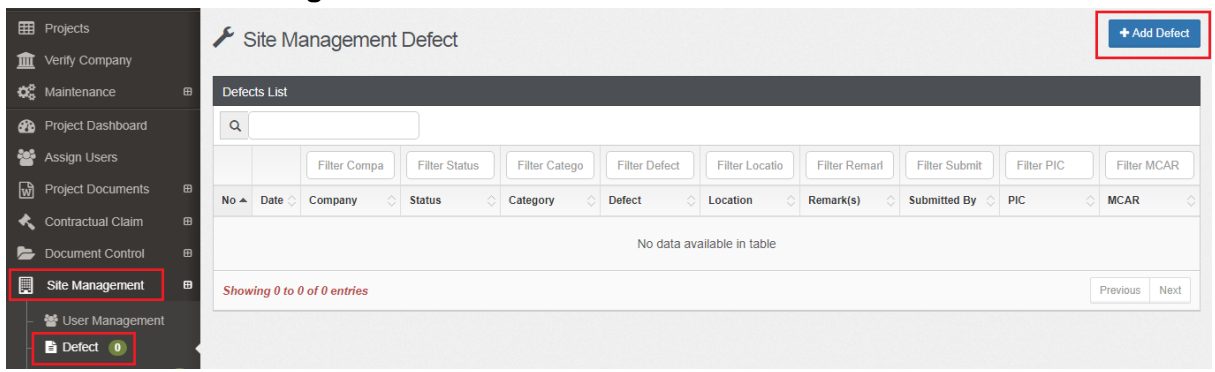 Projects
Verify Company
Maintenance
Project Dashboard
Assign Users
Project Documents
Contractual Claim
Document Control
Site Management
User Management
Defect 0
Site Management Defect
+ Add Defect
Defects List
Filter Compa Filter Status Filter Catego Filter Defect Filter Locatio Filter Remarl Filter Submit Filter PIC Filter MCAR
No Date Company Status Category Defect Location Remark(s) Submitted By PIC MCAR
No data available in table
Showing 0 to 0 of 0 entries
Previous Next